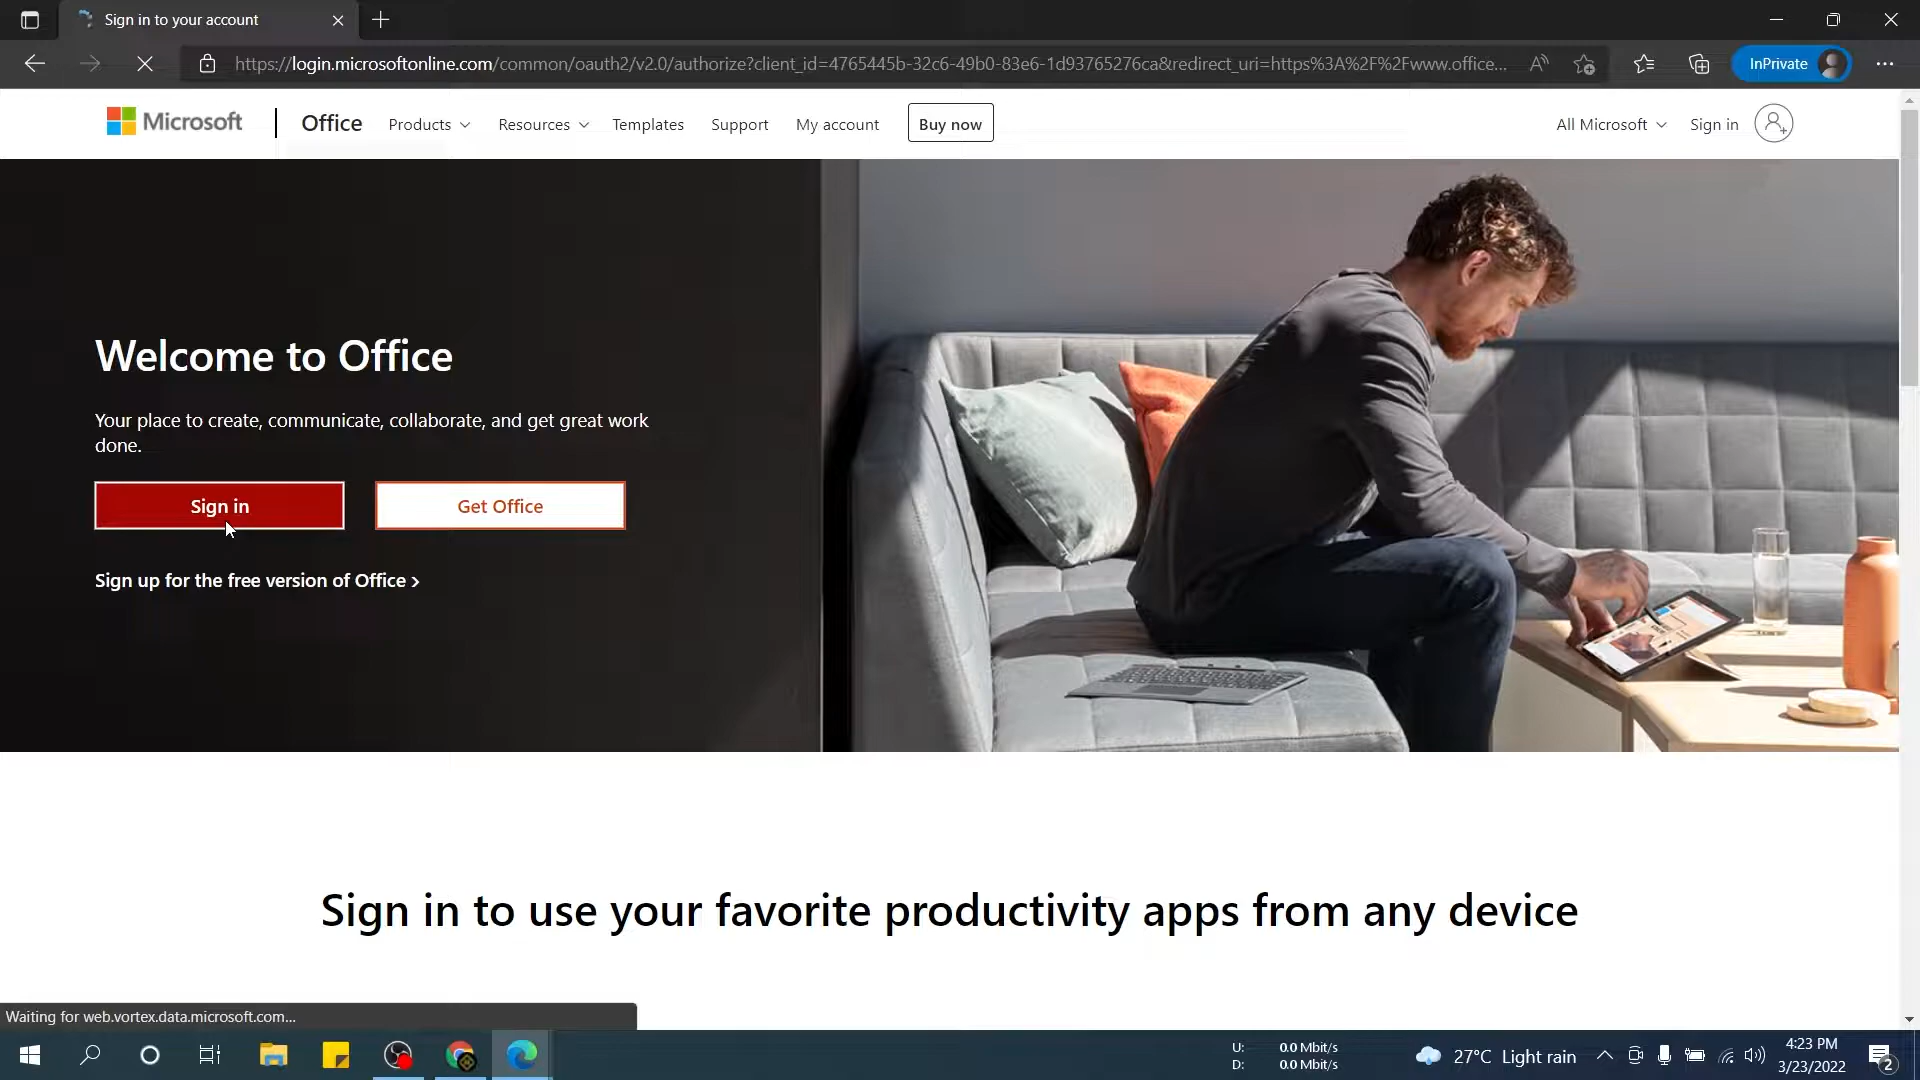 Sign in to your account
https://login.microsoftonline.com/common/oauth2/v2.0/authorize?client_id=4765445b-32c6-49b0-83e6-1d93765276ca&redirect_uri=https%3A%2F%2Fwww.office...
InPrivate
Microsoft
Office
Products
Resources
Templates
Support
My account
Buy now
All Microsoft
Sign in
Welcome to Office
Your place to create, communicate, collaborate, and get great work
done.
Sign in
Get Office
Sign up for the free version of Office >
Sign in to use your favorite productivity apps from any device
Waiting for web.vortex.data.microsoft.com...
U: 0.0 Mbit/s
D: 0.0 Mbit/s
27°C Light rain
4:23 PM
3/23/2022
2